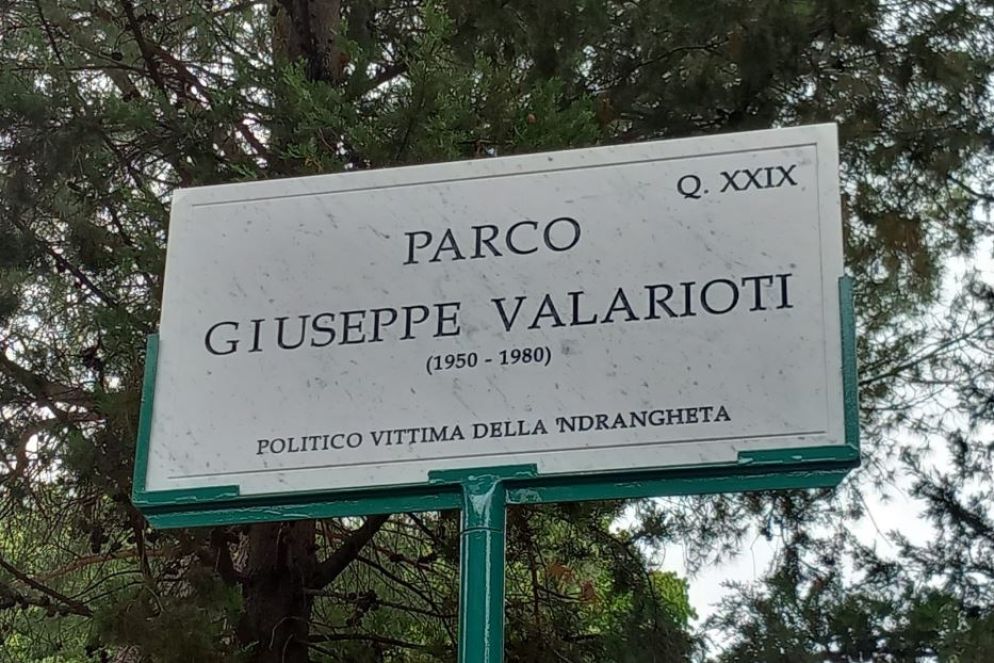 Q. XXIX
PARCO
GIUSEPPE VALARIOTI
(1950 - 1980)
POLITICO VITTIMA DELLA 'NDRANGHETA